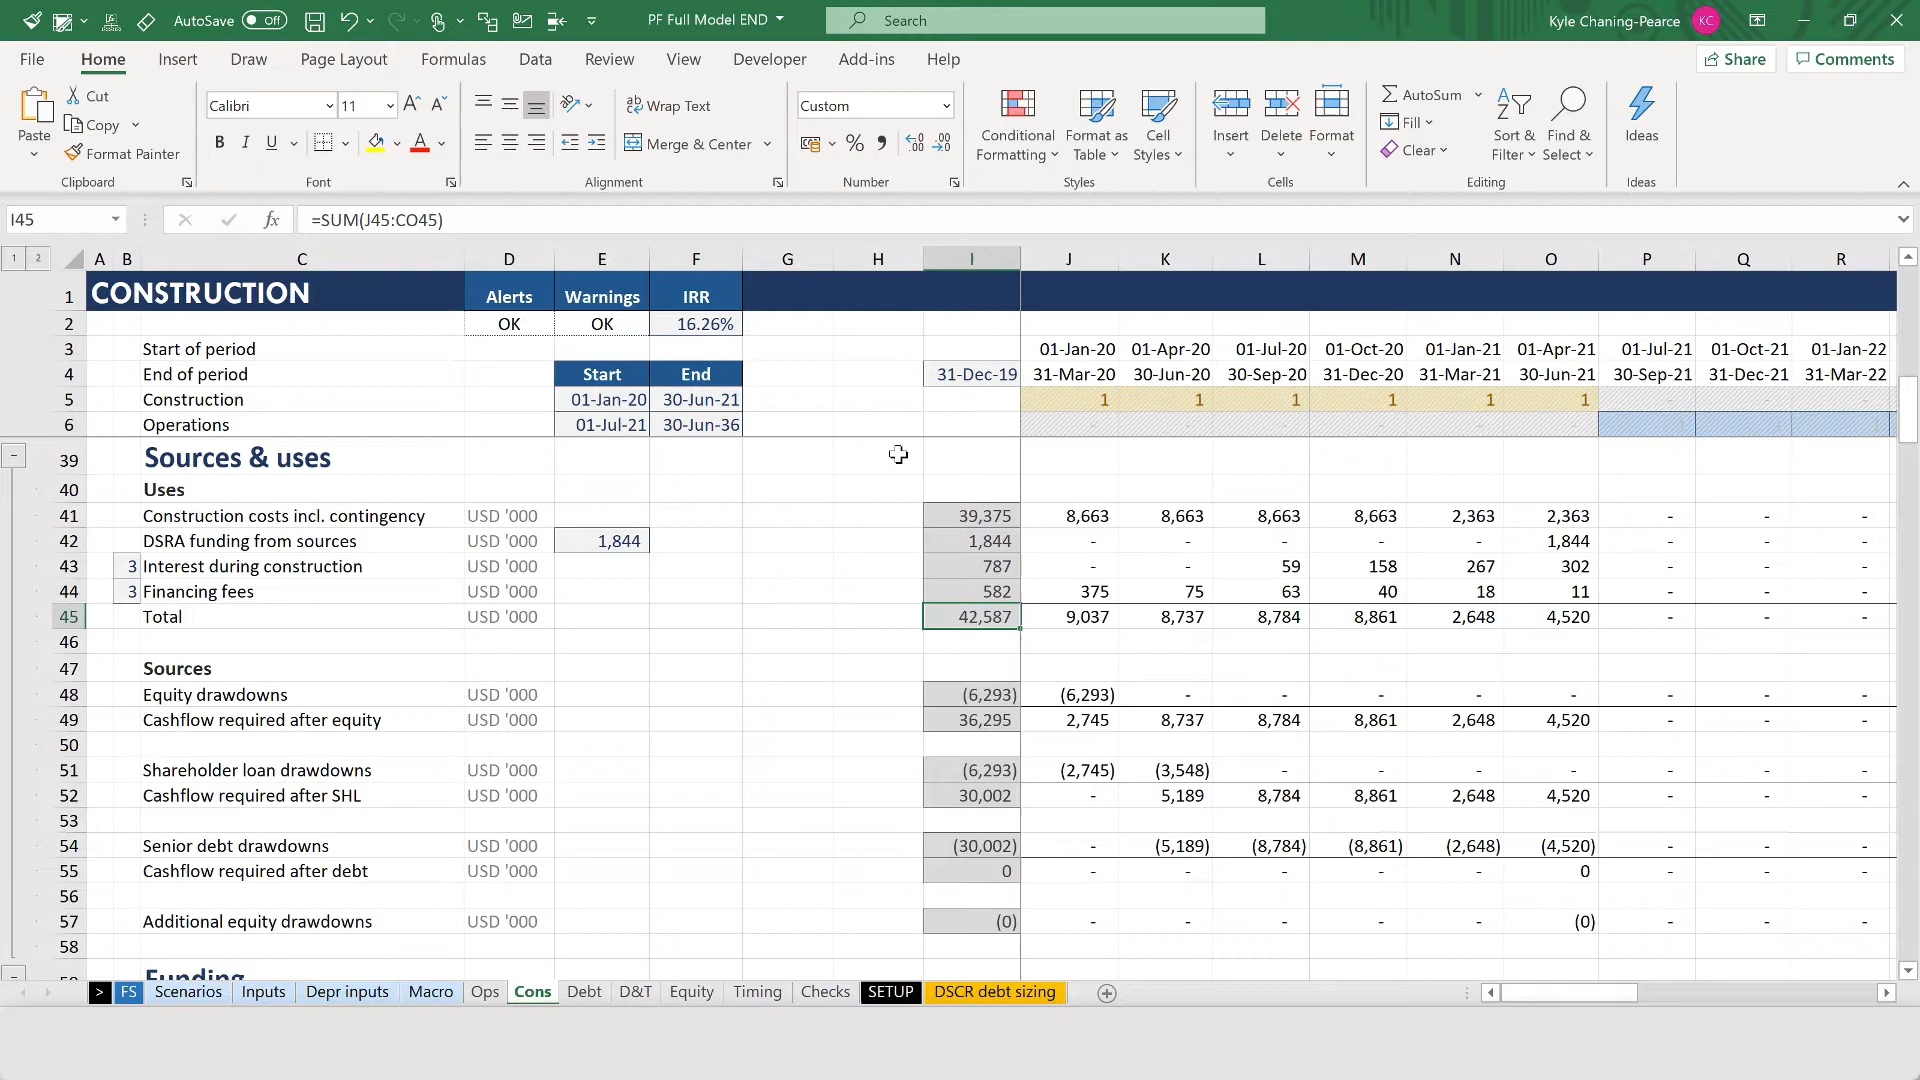 AutoSave Off PF Full Model END Search Kyle Chaning-Pearce KC
File Home Insert Draw Page Layout Formulas Data Review View Developer Add-ins Help Share Comments
Paste Cut Copy Format Painter Clipboard
Calibri 11 B I U Font
Wrap Text Merge & Center Alignment
Custom % Number
Conditional Formatting Format as Table Cell Styles Styles
Insert Delete Format Cells
AutoSum Fill Clear Sort & Filter Find & Select Editing
Ideas Ideas
I45 fx =SUM(J45:CO45)
1 2 A B C D E F G H I J K L M N O P Q R
1 CONSTRUCTION Alerts Warnings IRR
2 OK OK 16.26%
3 Start of period 01-Jan-20 01-Apr-20 01-Jul-20 01-Oct-20 01-Jan-21 01-Apr-21 01-Jul-21 01-Oct-21 01-Jan-22
4 End of period Start End 31-Dec-19 31-Mar-20 30-Jun-20 30-Sep-20 31-Dec-20 31-Mar-21 30-Jun-21 30-Sep-21 31-Dec-21 31-Mar-22
5 Construction 01-Jan-20 30-Jun-21 1 1 1 1 1 1 - - -
6 Operations 01-Jul-21 30-Jun-36 - - - - - -
39 Sources & uses
40 Uses
41 Construction costs incl. contingency USD '000 39,375 8,663 8,663 8,663 8,663 2,363 2,363 - - -
42 DSRA funding from sources USD '000 1,844 1,844 - - - - - 1,844 - - -
43 3 Interest during construction USD '000 787 - - 59 158 267 302 - - -
44 3 Financing fees USD '000 582 375 75 63 40 18 11 - - -
45 Total USD '000 42,587 9,037 8,737 8,784 8,861 2,648 4,520 - - -
46
47 Sources
48 Equity drawdowns USD '000 (6,293) (6,293) - - - - - - - -
49 Cashflow required after equity USD '000 36,295 2,745 8,737 8,784 8,861 2,648 4,520 - - -
50
51 Shareholder loan drawdowns USD '000 (6,293) (2,745) (3,548) - - - - - - -
52 Cashflow required after SHL USD '000 30,002 - 5,189 8,784 8,861 2,648 4,520 - - -
53
54 Senior debt drawdowns USD '000 (30,002) - (5,189) (8,784) (8,861) (2,648) (4,520) - - -
55 Cashflow required after debt USD '000 0 - - - - - 0 - - -
56
57 Additional equity drawdowns USD '000 (0) - - - - - (0) - - -
58
Funding
> FS Scenarios Inputs Depr inputs Macro Ops Cons Debt D&T Equity Timing Checks SETUP DSCR debt sizing